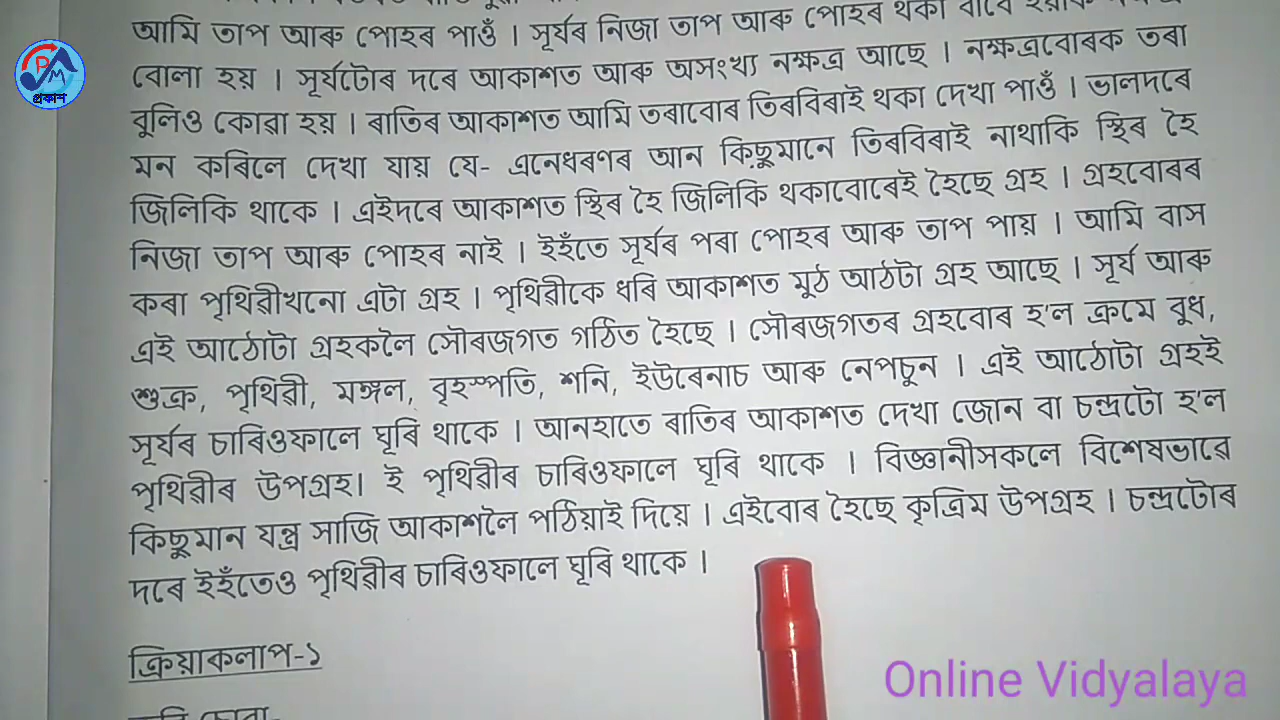 আমি তাপ আৰু পোহৰ পাওঁ । সূৰ্যৰ নিজা তাপ আৰু পোহৰ থকা বাবে ইয়াক
বোলা হয় । সূৰ্যটোৰ দৰে আকাশত আৰু অসংখ্য নক্ষত্ৰ আছে । নক্ষত্ৰবোৰক তৰা
বুলিও কোৱা হয় । ৰাতিৰ আকাশত আমি তৰাবোৰ তিৰবিৰাই থকা দেখা পাওঁ । ভালদৰে
মন কৰিলে দেখা যায় যে- এনেধৰণৰ আন কিছুমানে তিৰবিৰাই নাথাকি স্থিৰ হৈ
জিলিকি থাকে । এইদৰে আকাশত স্থিৰ হৈ জিলিকি থকাবোৰেই হৈছে গ্ৰহ । গ্ৰহবোৰৰ
নিজা তাপ আৰু পোহৰ নাই । ইহঁতে সূৰ্যৰ পৰা পোহৰ আৰু তাপ পায় । আমি বাস
কৰা পৃথিৱীখনো এটা গ্ৰহ । পৃথিৱীকে ধৰি আকাশত মুঠ আঠটা গ্ৰহ আছে । সূৰ্য আৰু
এই আঠোটা গ্ৰহকলৈ সৌৰজগত গঠিত হৈছে । সৌৰজগতৰ গ্ৰহবোৰ হ'ল ক্ৰমে বুধ,
শুক্ৰ, পৃথিৱী, মঙ্গল, বৃহস্পতি, শনি, ইউৰেনাচ আৰু নেপচুন । এই আঠোটা গ্ৰহই
সূৰ্যৰ চাৰিওফালে ঘূৰি থাকে । আনহাতে ৰাতিৰ আকাশত দেখা জোন বা চন্দ্ৰটো হ'ল
পৃথিৱীৰ উপগ্ৰহ। ই পৃথিৱীৰ চাৰিওফালে ঘূৰি থাকে । বিজ্ঞানীসকলে বিশেষভাৱে
কিছুমান যন্ত্ৰ সাজি আকাশলৈ পঠিয়াই দিয়ে । এইবোৰ হৈছে কৃত্ৰিম উপগ্ৰহ । চন্দ্ৰটোৰ
দৰে ইহঁতেও পৃথিৱীৰ চাৰিওফালে ঘূৰি থাকে ।
ক্ৰিয়াকলাপ-১
PM
প্ৰকাশ
Online Vidyalaya